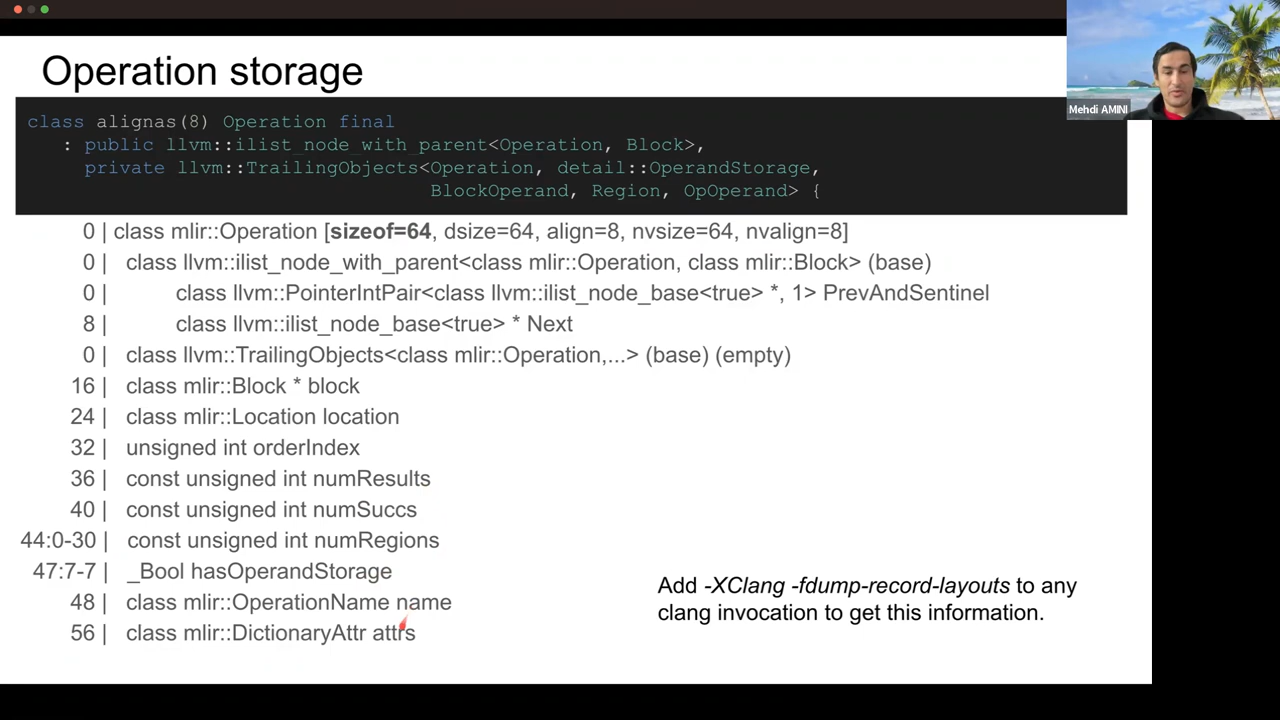 Operation storage
Mehdi AMINI
class alignas(8) Operation final
: public llvm::ilist_node_with_parent<Operation, Block>,
private llvm::TrailingObjects<Operation, detail::OperandStorage,
BlockOperand, Region, OpOperand> {
0 | class mlir::Operation [sizeof=64, dsize=64, align=8, nvsize=64, nvalign=8]
0 | class llvm::ilist_node_with_parent<class mlir::Operation, class mlir::Block> (base)
0 | class llvm::PointerIntPair<class llvm::ilist_node_base<true> *, 1> PrevAndSentinel
8 | class llvm::ilist_node_base<true> * Next
0 | class llvm::TrailingObjects<class mlir::Operation,...> (base) (empty)
16 | class mlir::Block * block
24 | class mlir::Location location
32 | unsigned int orderIndex
36 | const unsigned int numResults
40 | const unsigned int numSuccs
44:0-30 | const unsigned int numRegions
47:7-7 | _Bool hasOperandStorage
48 | class mlir::OperationName name
56 | class mlir::DictionaryAttr attrs
Add -XClang -fdump-record-layouts to any
clang invocation to get this information.